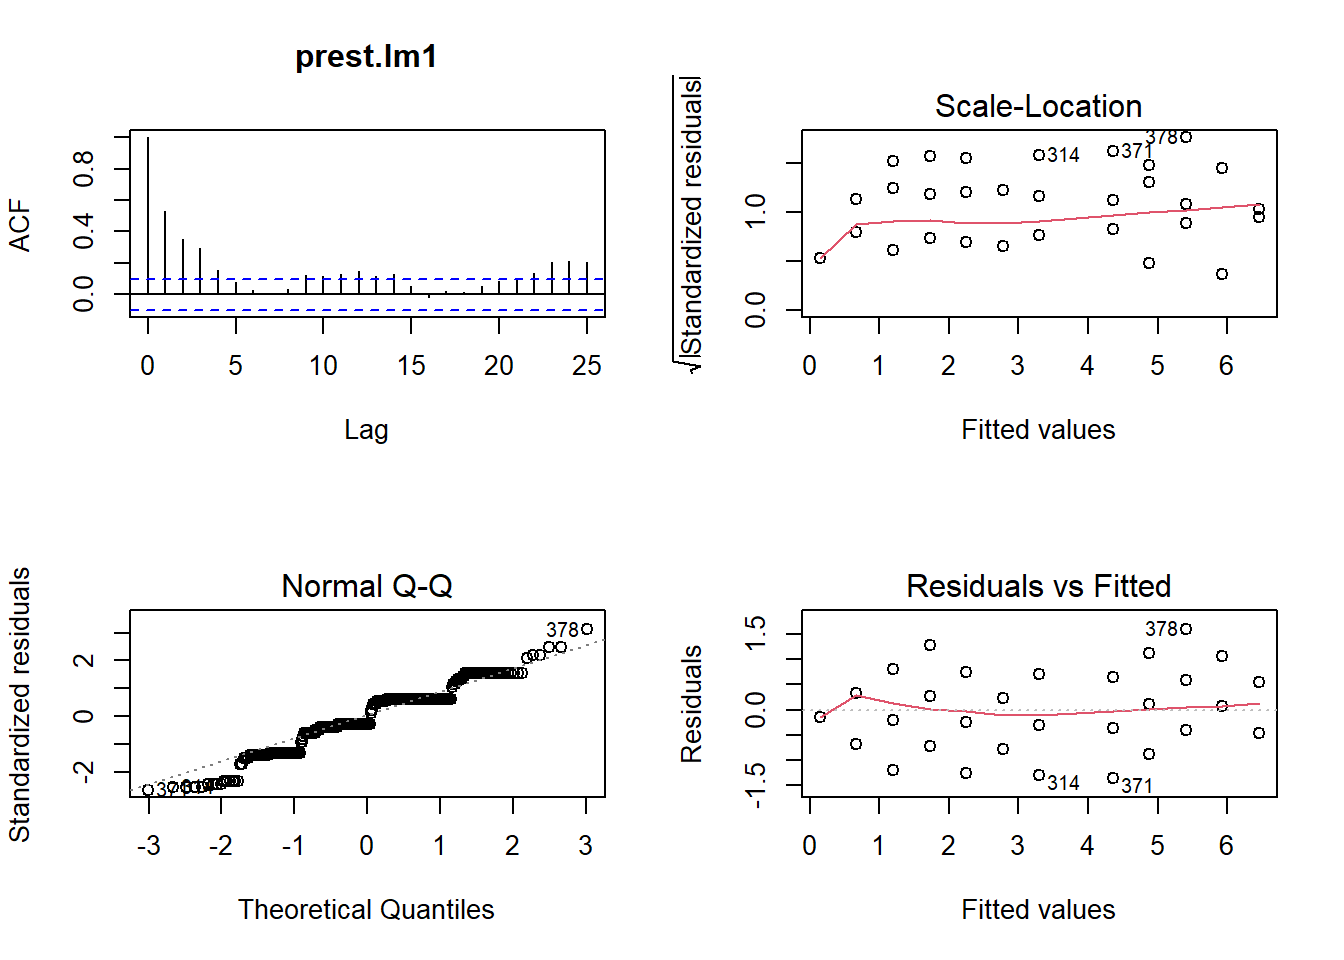 prest.lm1
ACF
0.0 0.4 0.8
0 5 10 15 20 25
Lag
Scale-Location
√|Standardized residuals|
0.0 1.0
378
371
314
0 1 2 3 4 5 6
Fitted values
Normal Q-Q
Standardized residuals
-2 0 2
378
-3 -2 -1 0 1 2 3
Theoretical Quantiles
Residuals vs Fitted
Residuals
-1.5 0.0 1.5
378
314
371
0 1 2 3 4 5 6
Fitted values